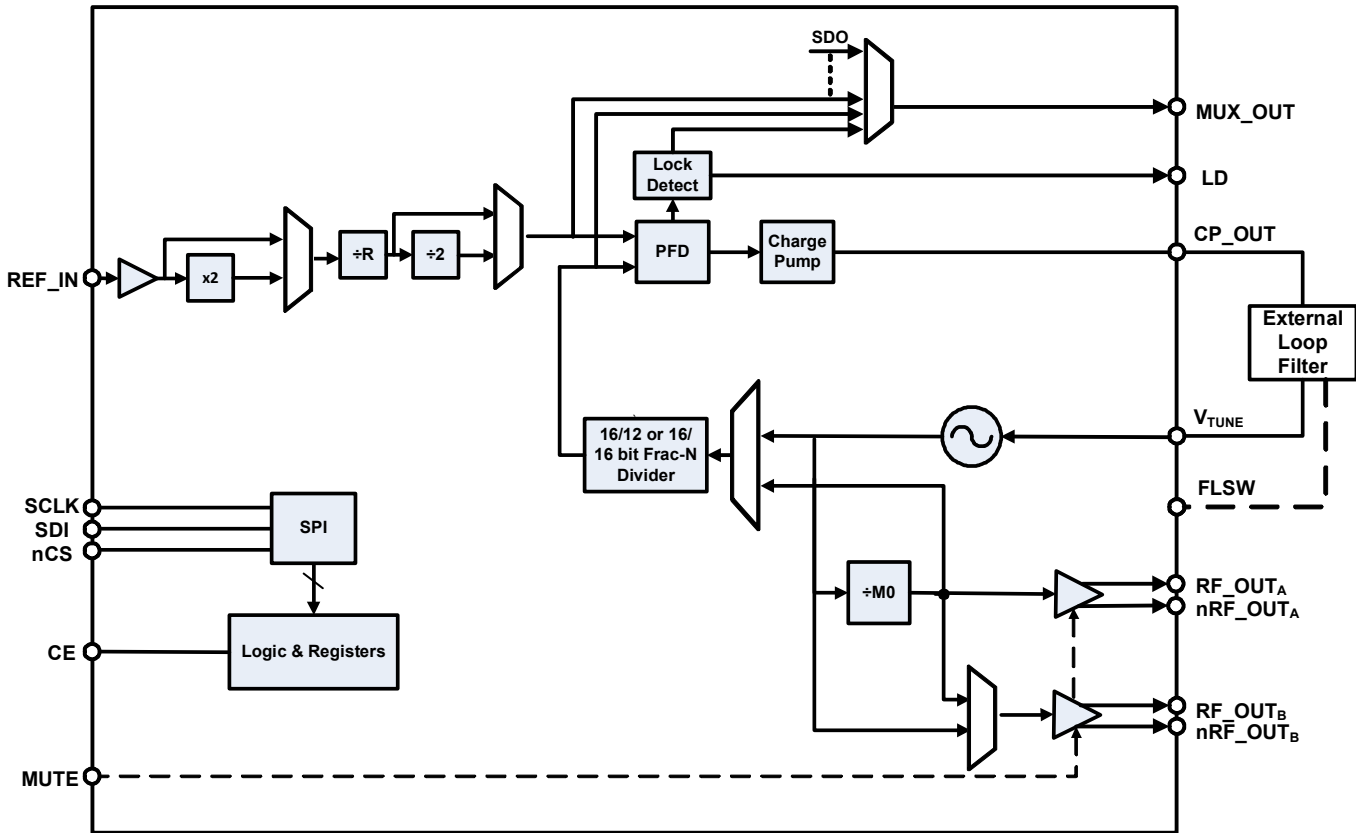 SDO
MUX_OUT
Lock
Detect
LD
CP_OUT
PFD
Charge
Pump
÷R
÷2
x2
REF_IN
External
Loop
Filter
VTUNE
16/12 or 16/
16 bit Frac-N
Divider
FLSW
SCLK
SDI
nCS
SPI
÷M0
RF_OUTA
nRF_OUTA
CE
Logic & Registers
RF_OUTB
nRF_OUTB
MUTE